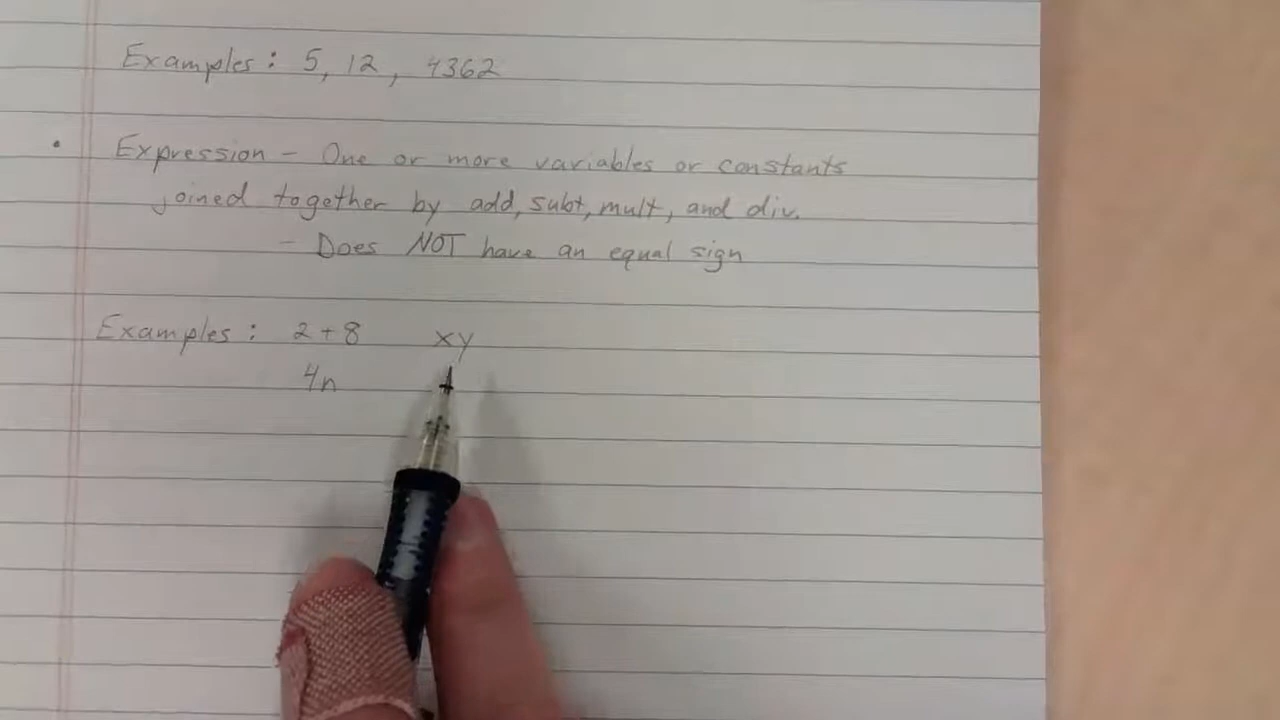 Examples: 5, 12, 4362
• Expression - One or more variables or constants
joined together by add, subt, mult, and div.
- Does NOT have an equal sign
Examples: 2+8 xy
4n